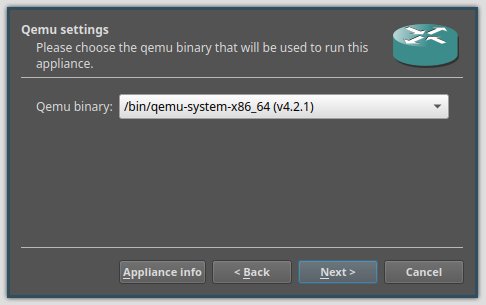 Qemu settings
Please choose the qemu binary that will be used to run this
appliance.
Qemu binary: /bin/qemu-system-x86_64 (v4.2.1)
Appliance info < Back Next > Cancel